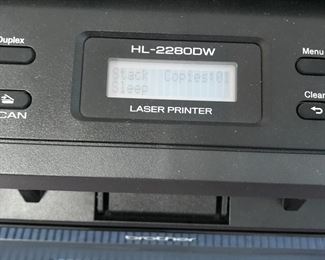 Duplex
HL-2280DW
Menu
Stack Copies:01
Sleep
Clear
SCAN
LASER PRINTER
brother